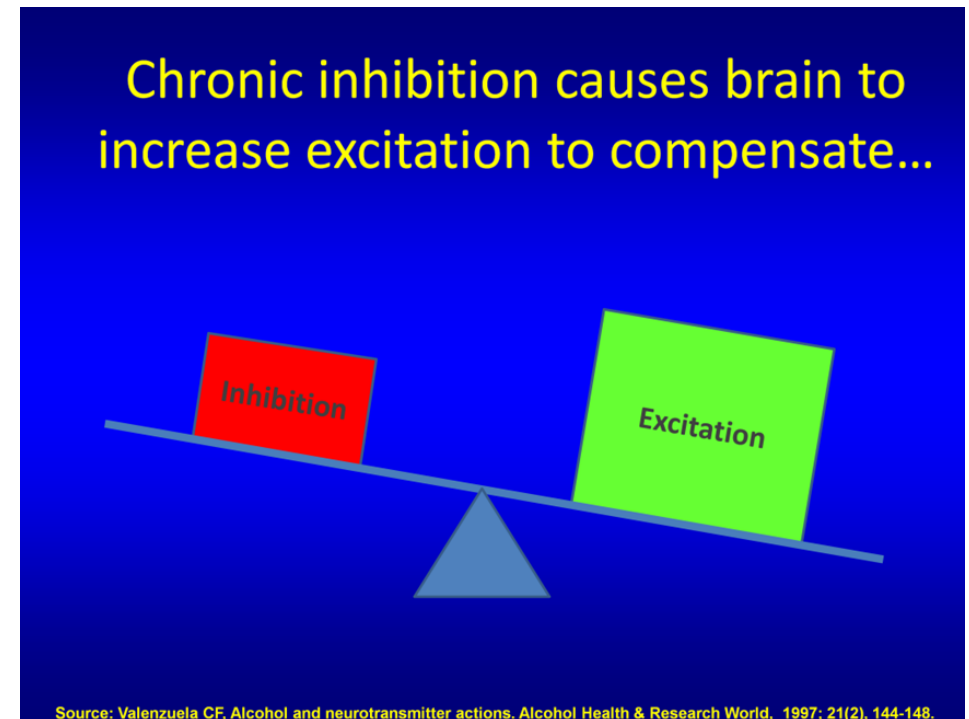 Chronic inhibition causes brain to
increase excitation to compensate...
Inhibition
Excitation
Source: Valenzuela CF, Alcohol and neurotransmitter actions. Alcohol Health & Research World, 1997; 21(2), 144-148.